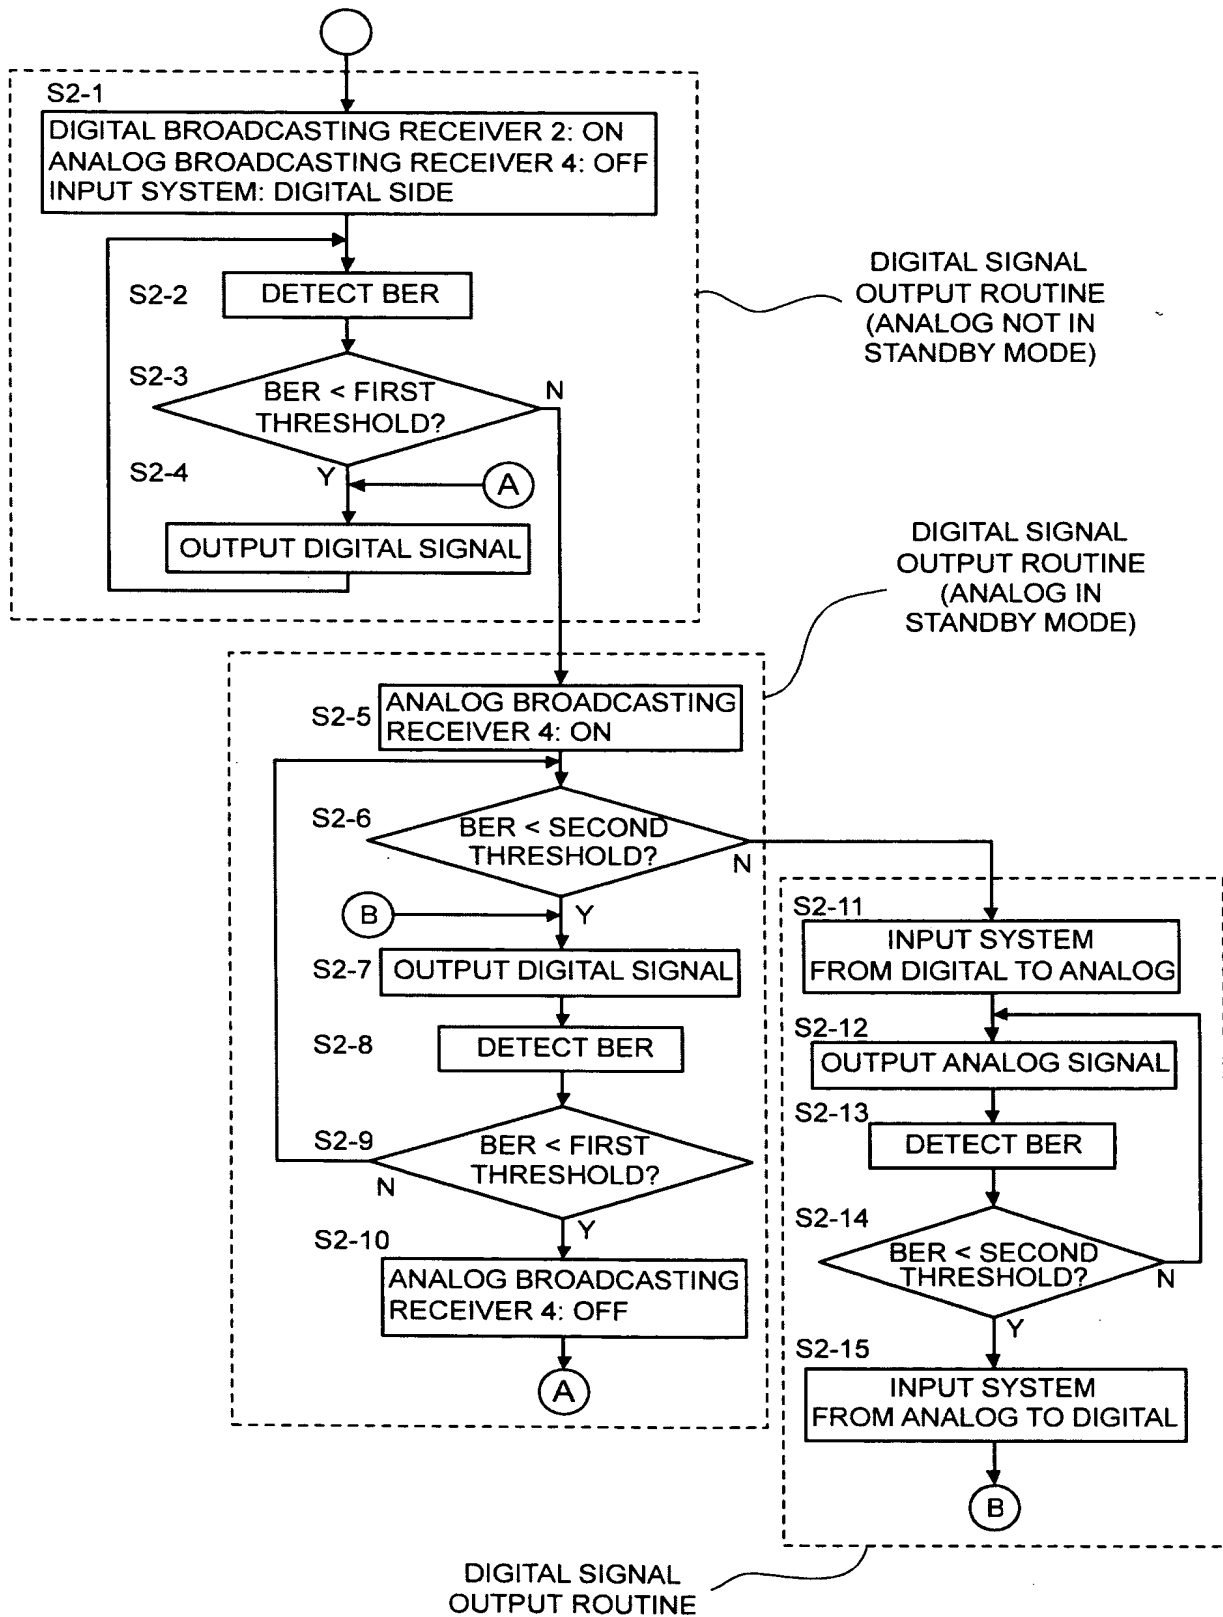 S2-1
DIGITAL BROADCASTING RECEIVER 2: ON
ANALOG BROADCASTING RECEIVER 4: OFF
INPUT SYSTEM: DIGITAL SIDE
S2-2
DETECT BER
DIGITAL SIGNAL
OUTPUT ROUTINE
(ANALOG NOT IN
STANDBY MODE)
S2-3
BER < FIRST
THRESHOLD?
N
Y
S2-4
A
OUTPUT DIGITAL SIGNAL
DIGITAL SIGNAL
OUTPUT ROUTINE
(ANALOG IN
STANDBY MODE)
S2-5
ANALOG BROADCASTING
RECEIVER 4: ON
S2-6
BER < SECOND
THRESHOLD?
N
Y
B
S2-7
OUTPUT DIGITAL SIGNAL
S2-8
DETECT BER
S2-9
BER < FIRST
THRESHOLD?
N
Y
S2-10
ANALOG BROADCASTING
RECEIVER 4: OFF
A
S2-11
INPUT SYSTEM
FROM DIGITAL TO ANALOG
S2-12
OUTPUT ANALOG SIGNAL
S2-13
DETECT BER
S2-14
BER < SECOND
THRESHOLD?
N
Y
S2-15
INPUT SYSTEM
FROM ANALOG TO DIGITAL
B
DIGITAL SIGNAL
OUTPUT ROUTINE